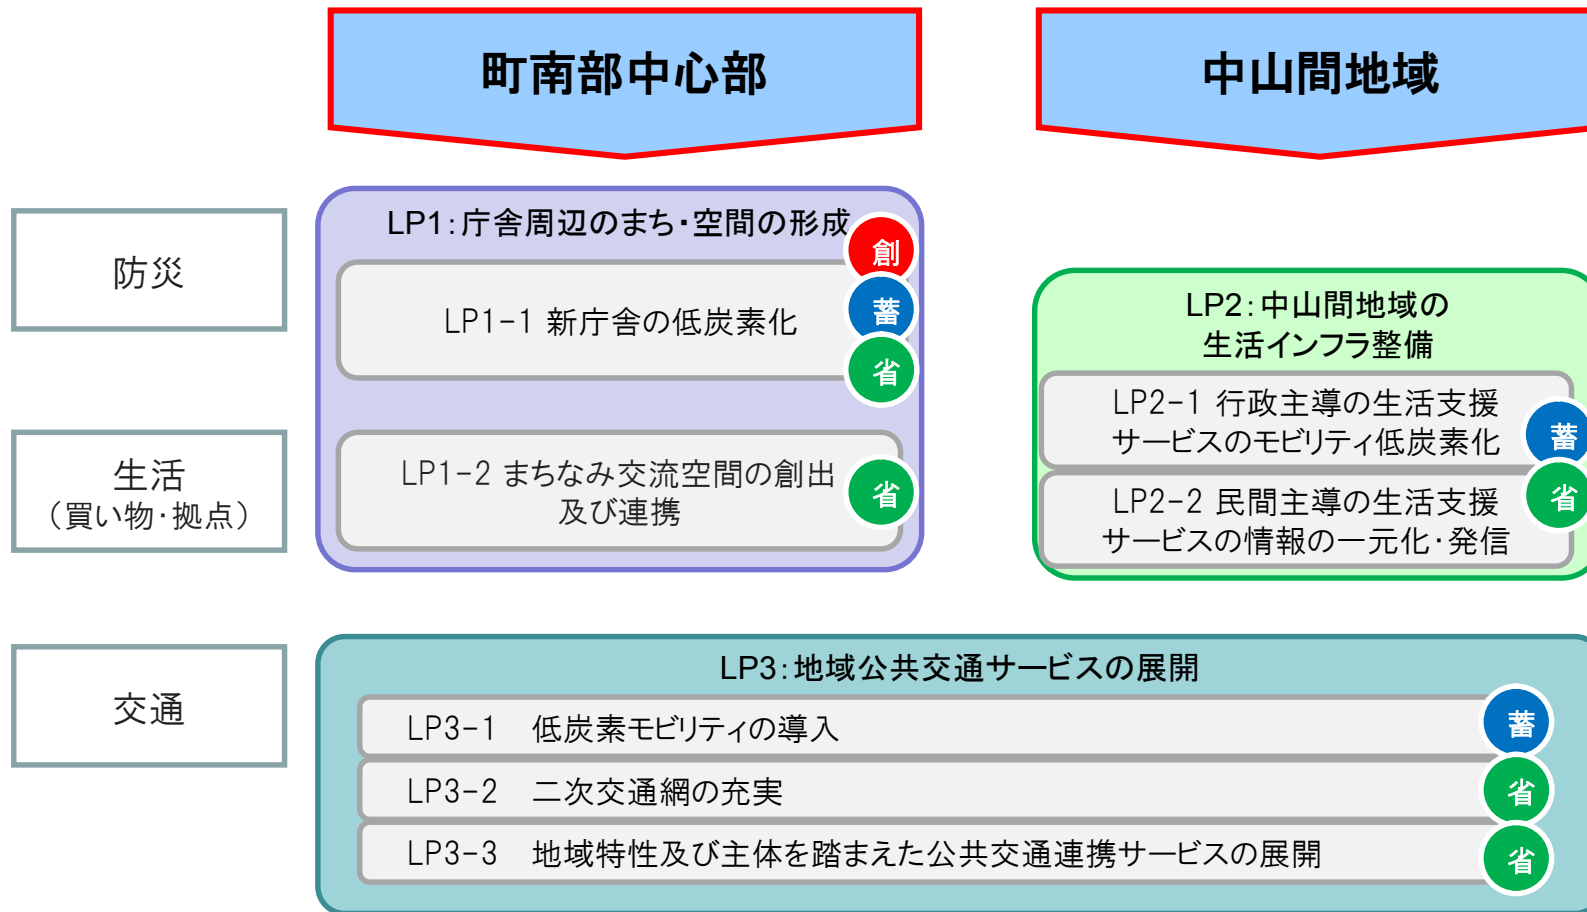 町南部中心部
中山間地域
防災
LP1：庁舎周辺のまち・空間の形成
創
LP1-1 新庁舎の低炭素化
蓄
省
生活
（買い物・拠点）
LP1-2 まちなみ交流空間の創出
及び連携
省
LP2：中山間地域の
生活インフラ整備
LP2-1 行政主導の生活支援
サービスのモビリティ低炭素化
蓄
LP2-2 民間主導の生活支援
サービスの情報の一元化・発信
省
交通
LP3：地域公共交通サービスの展開
LP3-1　低炭素モビリティの導入
蓄
LP3-2　二次交通網の充実
省
LP3-3　地域特性及び主体を踏まえた公共交通連携サービスの展開
省